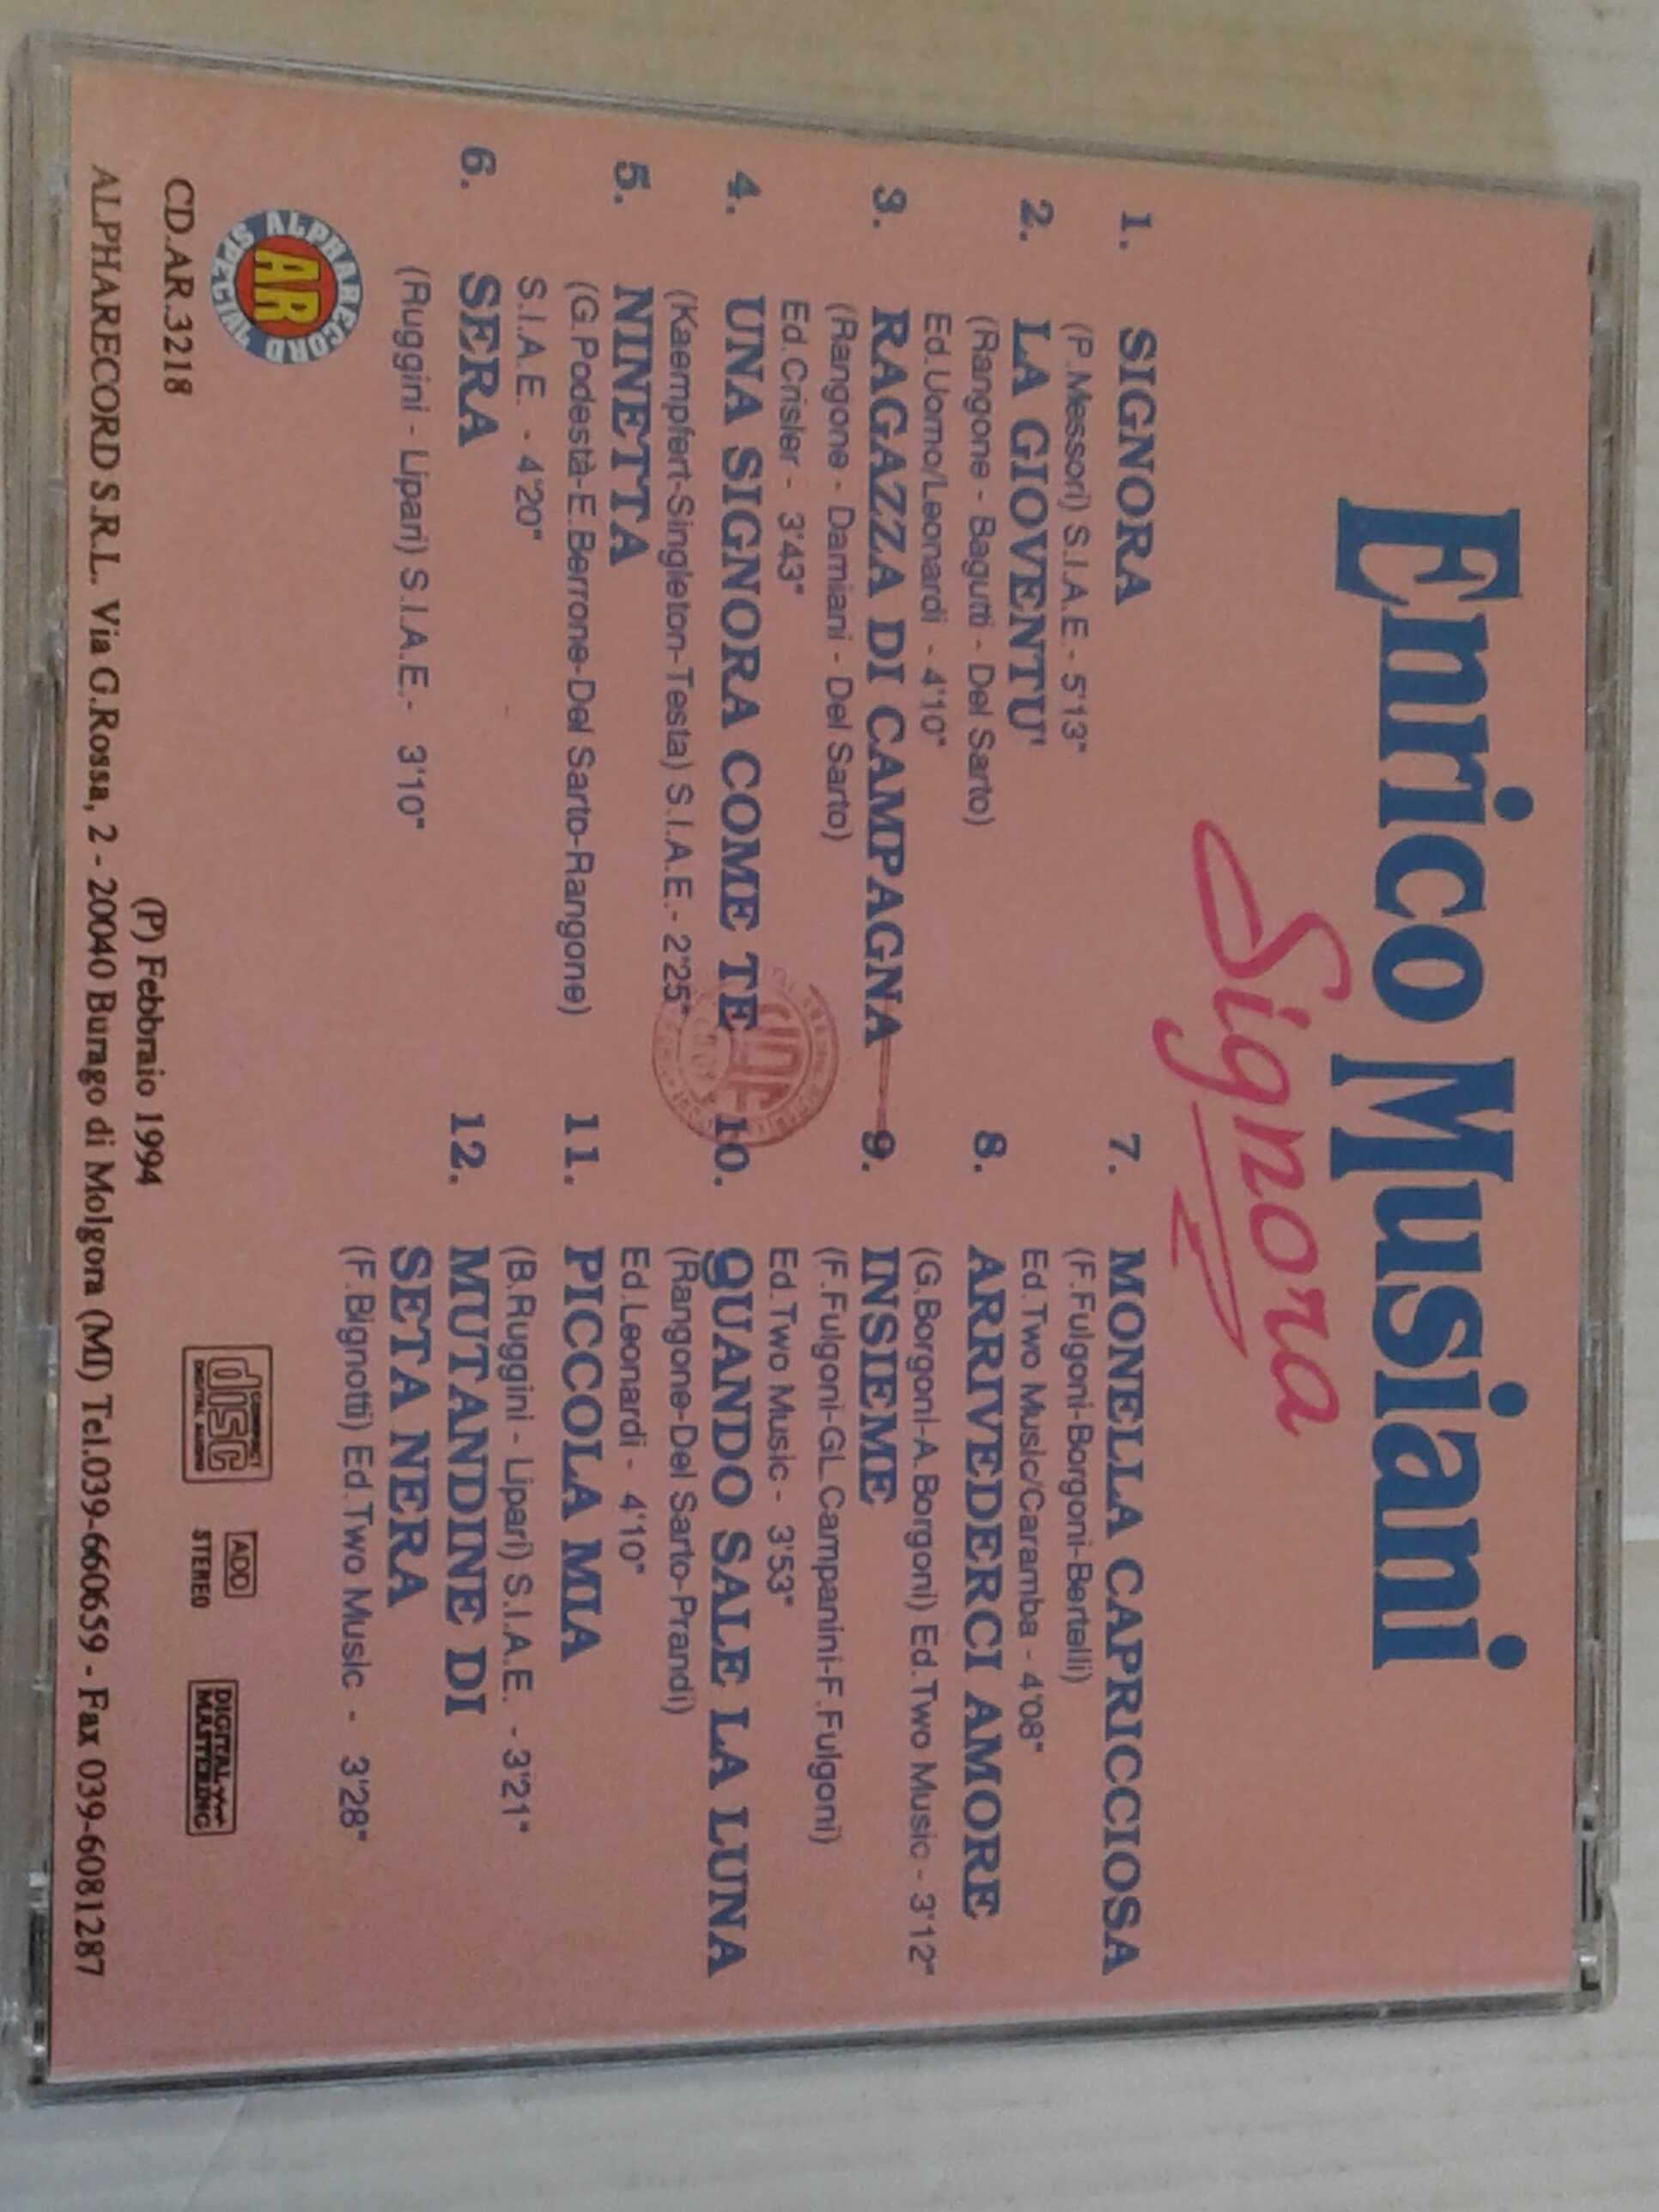 Enrico Musiani
Signora
1. SIGNORA
(P.Messori) S.I.A.E - 5'13"
2. LA GIOVENTU'
(Rangone - Bagutti - Del Sarto)
Ed.Uomo/Leonardi - 4'10"
3. RAGAZZA DI CAMPAGNA
(Rangone - Damiani - Del Sarto)
Ed.Crisler - 3'43"
4. UNA SIGNORA COME TE
(Kaempfert-Singleton-Testa) S.I.A.E.- 2"25"
5. NINETTA
(G.Podestà-E.Berrone-Del Sarto-Rangone)
S.I.A.E. - 4'20"
6. SERA
(Ruggini - Lipari) S.I.A.E.- 3'10"
7. MONELLA CAPRICCIOSA
(F.Fulgoni-Borgoni-Bertelli)
Ed.Two Music/Caramba - 4'08"
8. ARRIVEDERCI AMORE
(G.Borgoni-A.Borgoni) Ed.Two Music - 3'12"
9. INSIEME
(F.Fulgoni-GL.Campanini-F.Fulgoni)
Ed.Two Music - 3'53"
10. QUANDO SALE LA LUNA
(Rangone-Del Sarto-Prandi)
Ed.Leonardi - 4'10"
11. PICCOLA MIA
(B.Ruggini - Lipari) S.I.A.E. - 3'21"
12. MUTANDINE DI
SETA NERA
(F.Bignotti) Ed.Two Music - 3'28"
ALPHARECORD
AR
SPECIAL
COMPACT
disc
DIGITAL AUDIO
ADD
STEREO
DIGITAL
MASTERING
CD.AR.3218
(P) Febbraio 1994
ALPHARECORD S.R.L. Via G.Rossa, 2 - 20040 Burago di Molgora (MI) Tel.039-660659 - Fax 039-6081287